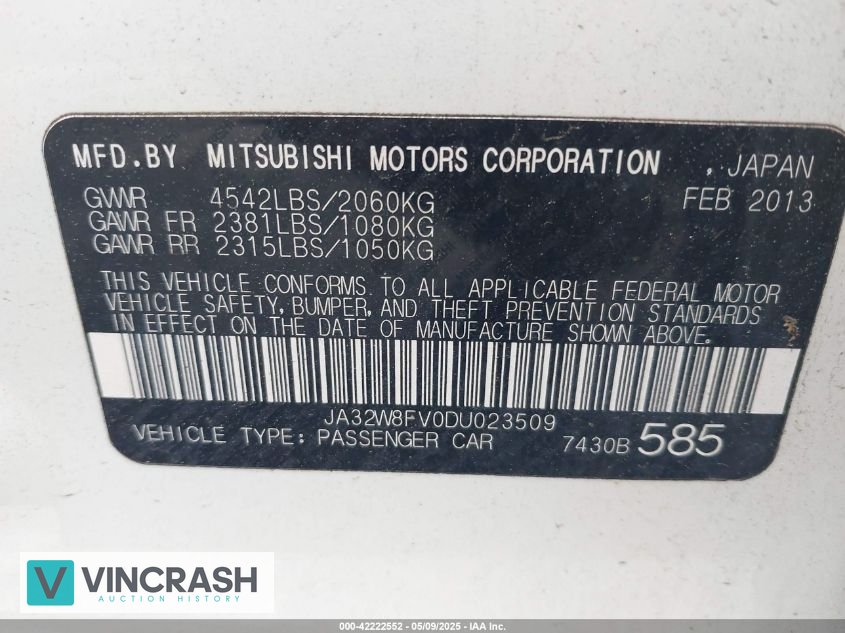 MFD.BY MITSUBISHI MOTORS CORPORATION , JAPAN
GVWR 4542LBS/2060KG FEB 2013
GAWR FR 2381LBS/1080KG
GAWR RR 2315LBS/1050KG
THIS VEHICLE CONFORMS TO ALL APPLICABLE FEDERAL MOTOR
VEHICLE SAFETY, BUMPER, AND THEFT PREVENTION STANDARDS
IN EFFECT ON THE DATE OF MANUFACTURE SHOWN ABOVE.
JA32W8FV0DU023509
VEHICLE TYPE: PASSENGER CAR 7430B 585
V VINCRASH
AUCTION HISTORY
000-42222552 - 05/09/2025 - IAA Inc.